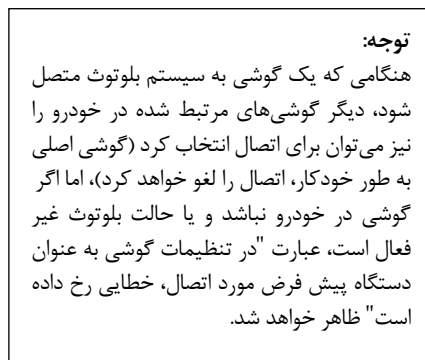 توجه:
هنگامی که یک گوشی به سیستم بلوتوث متصل
شود، دیگر گوشی‌های مرتبط شده در خودرو را
نیز می‌توان برای اتصال انتخاب کرد (گوشی اصلی
به طور خودکار، اتصال را لغو خواهد کرد)، اما اگر
گوشی در خودرو نباشد و یا حالت بلوتوث غیر
فعال است، عبارت "در تنظیمات گوشی به عنوان
دستگاه پیش فرض مورد اتصال، خطایی رخ داده
است" ظاهر خواهد شد.